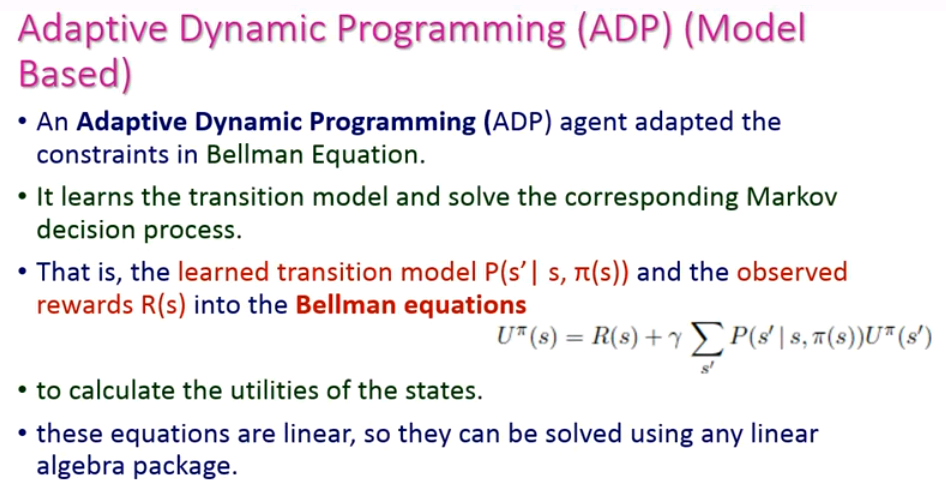 Adaptive Dynamic Programming (ADP) (Model
Based)
• An Adaptive Dynamic Programming (ADP) agent adapted the
constraints in Bellman Equation.
• It learns the transition model and solve the corresponding Markov
decision process.
• That is, the learned transition model P(s′| s, π(s)) and the observed
rewards R(s) into the Bellman equations
U^π(s) = R(s) + γ ∑_{s′} P(s′ | s, π(s))U^π(s′)
• to calculate the utilities of the states.
• these equations are linear, so they can be solved using any linear
algebra package.